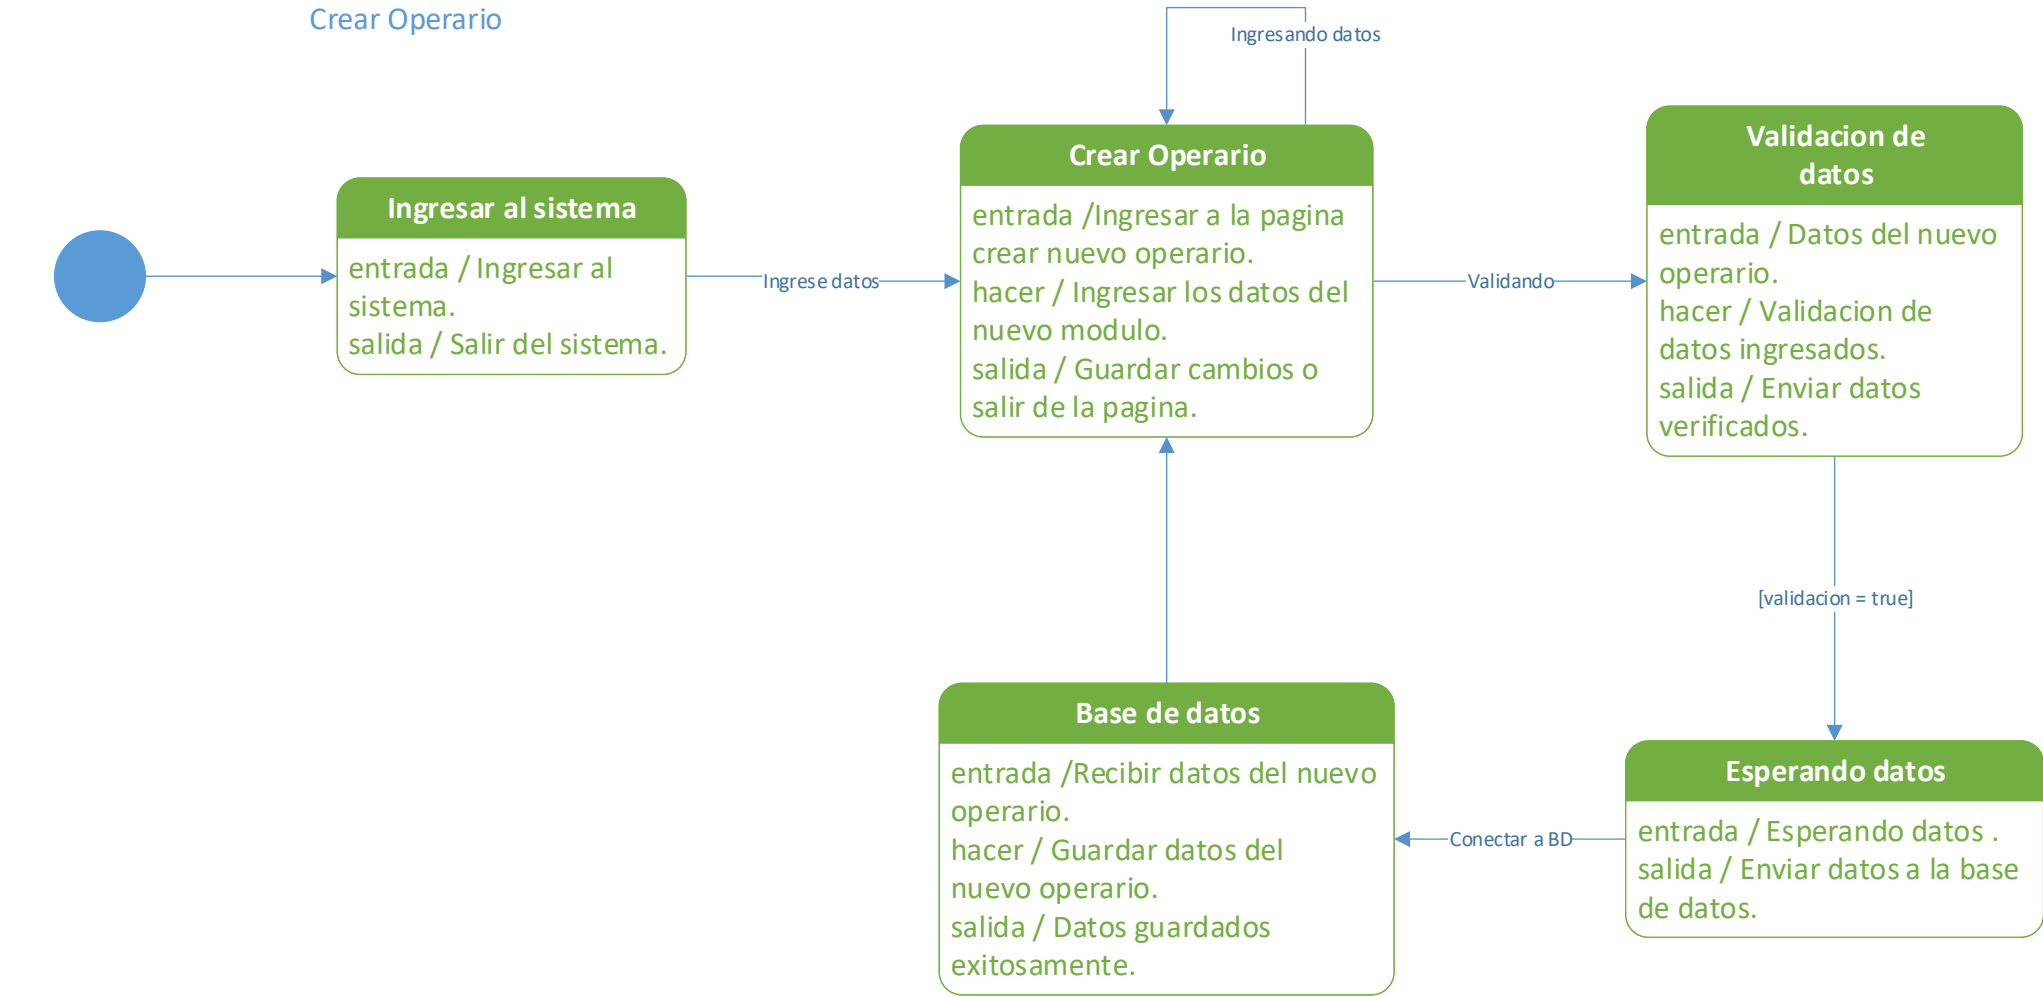 Crear Operario
Ingresando datos
Ingresar al sistema
entrada / Ingresar al
sistema.
salida / Salir del sistema.
Ingrese datos
Crear Operario
entrada /Ingresar a la pagina
crear nuevo operario.
hacer / Ingresar los datos del
nuevo modulo.
salida / Guardar cambios o
salir de la pagina.
Validando
Validacion de
datos
entrada / Datos del nuevo
operario.
hacer / Validacion de
datos ingresados.
salida / Enviar datos
verificados.
[validacion = true]
Esperando datos
entrada / Esperando datos .
salida / Enviar datos a la base
de datos.
Conectar a BD
Base de datos
entrada /Recibir datos del nuevo
operario.
hacer / Guardar datos del
nuevo operario.
salida / Datos guardados
exitosamente.